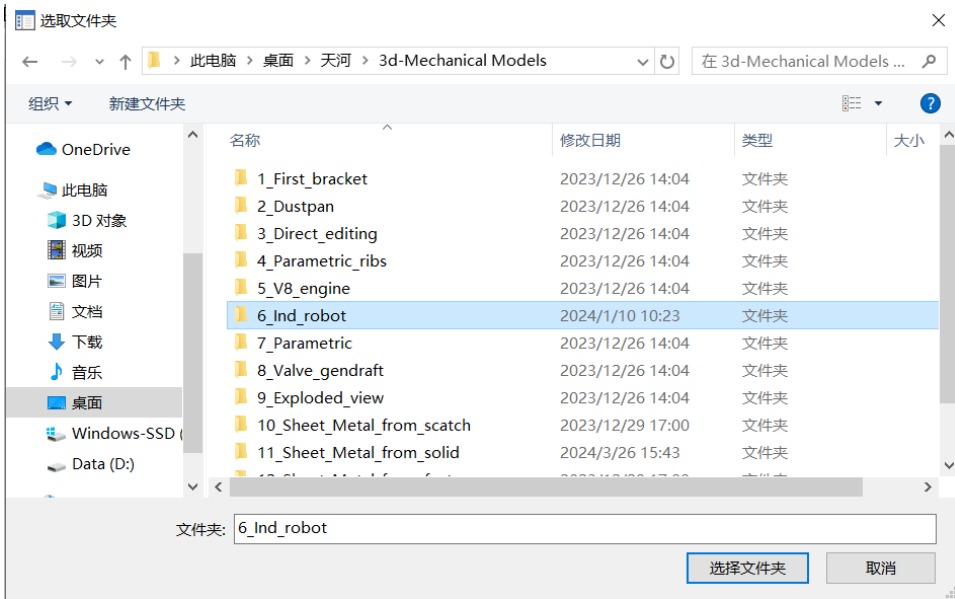 选取文件夹
此电脑 > 桌面 > 天河 > 3d-Mechanical Models
在 3d-Mechanical Models ...
组织 新建文件夹
?
名称 修改日期 类型 大小
OneDrive
此电脑
3D 对象
视频
图片
文档
下载
音乐
桌面
Windows-SSD (
Data (D:)
1_First_bracket 2023/12/26 14:04 文件夹
2_Dustpan 2023/12/26 14:04 文件夹
3_Direct_editing 2023/12/26 14:04 文件夹
4_Parametric_ribs 2023/12/26 14:04 文件夹
5_V8_engine 2023/12/26 14:04 文件夹
6_Ind_robot 2024/1/10 10:23 文件夹
7_Parametric 2023/12/26 14:04 文件夹
8_Valve_gendraft 2023/12/26 14:04 文件夹
9_Exploded_view 2023/12/26 14:04 文件夹
10_Sheet_Metal_from_scatch 2023/12/29 17:00 文件夹
11_Sheet_Metal_from_solid 2024/3/26 15:43 文件夹
文件夹: 6_Ind_robot
选择文件夹 取消